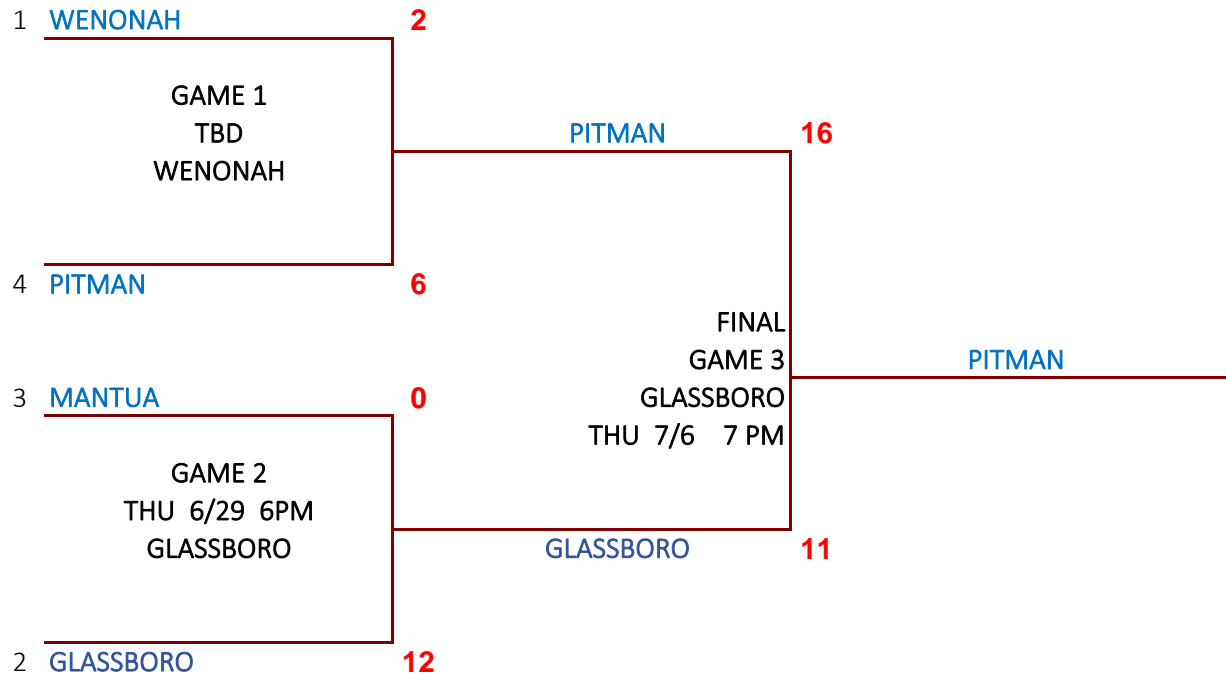 1 WENONAH 2
GAME 1
TBD
WENONAH
PITMAN 16
4 PITMAN 6
FINAL
GAME 3
GLASSBORO
THU 7/6 7 PM
PITMAN
3 MANTUA 0
GAME 2
THU 6/29 6PM
GLASSBORO
GLASSBORO 11
2 GLASSBORO 12